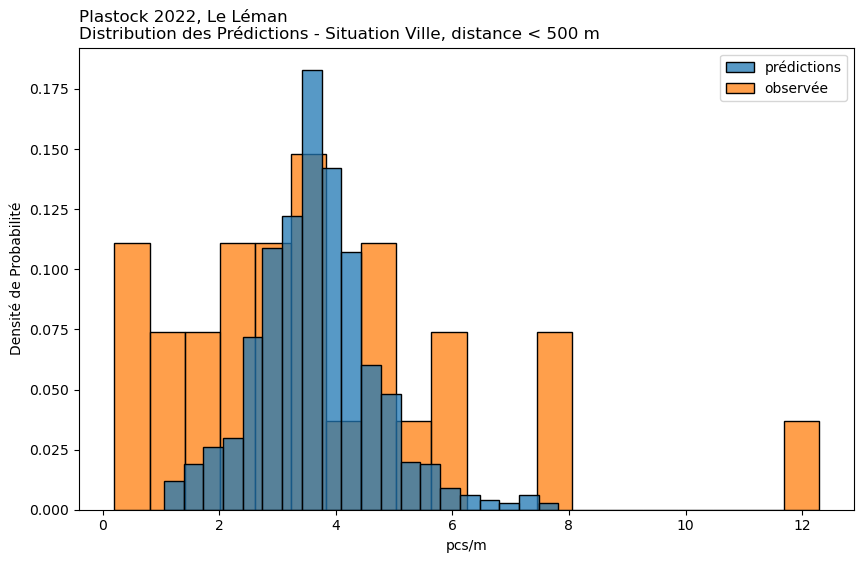 Plastock 2022, Le Léman
Distribution des Prédictions - Situation Ville, distance < 500 m
prédictions
observée
Densité de Probabilité
0.175
0.150
0.125
0.100
0.075
0.050
0.025
0.000
0 2 4 6 8 10 12
pcs/m